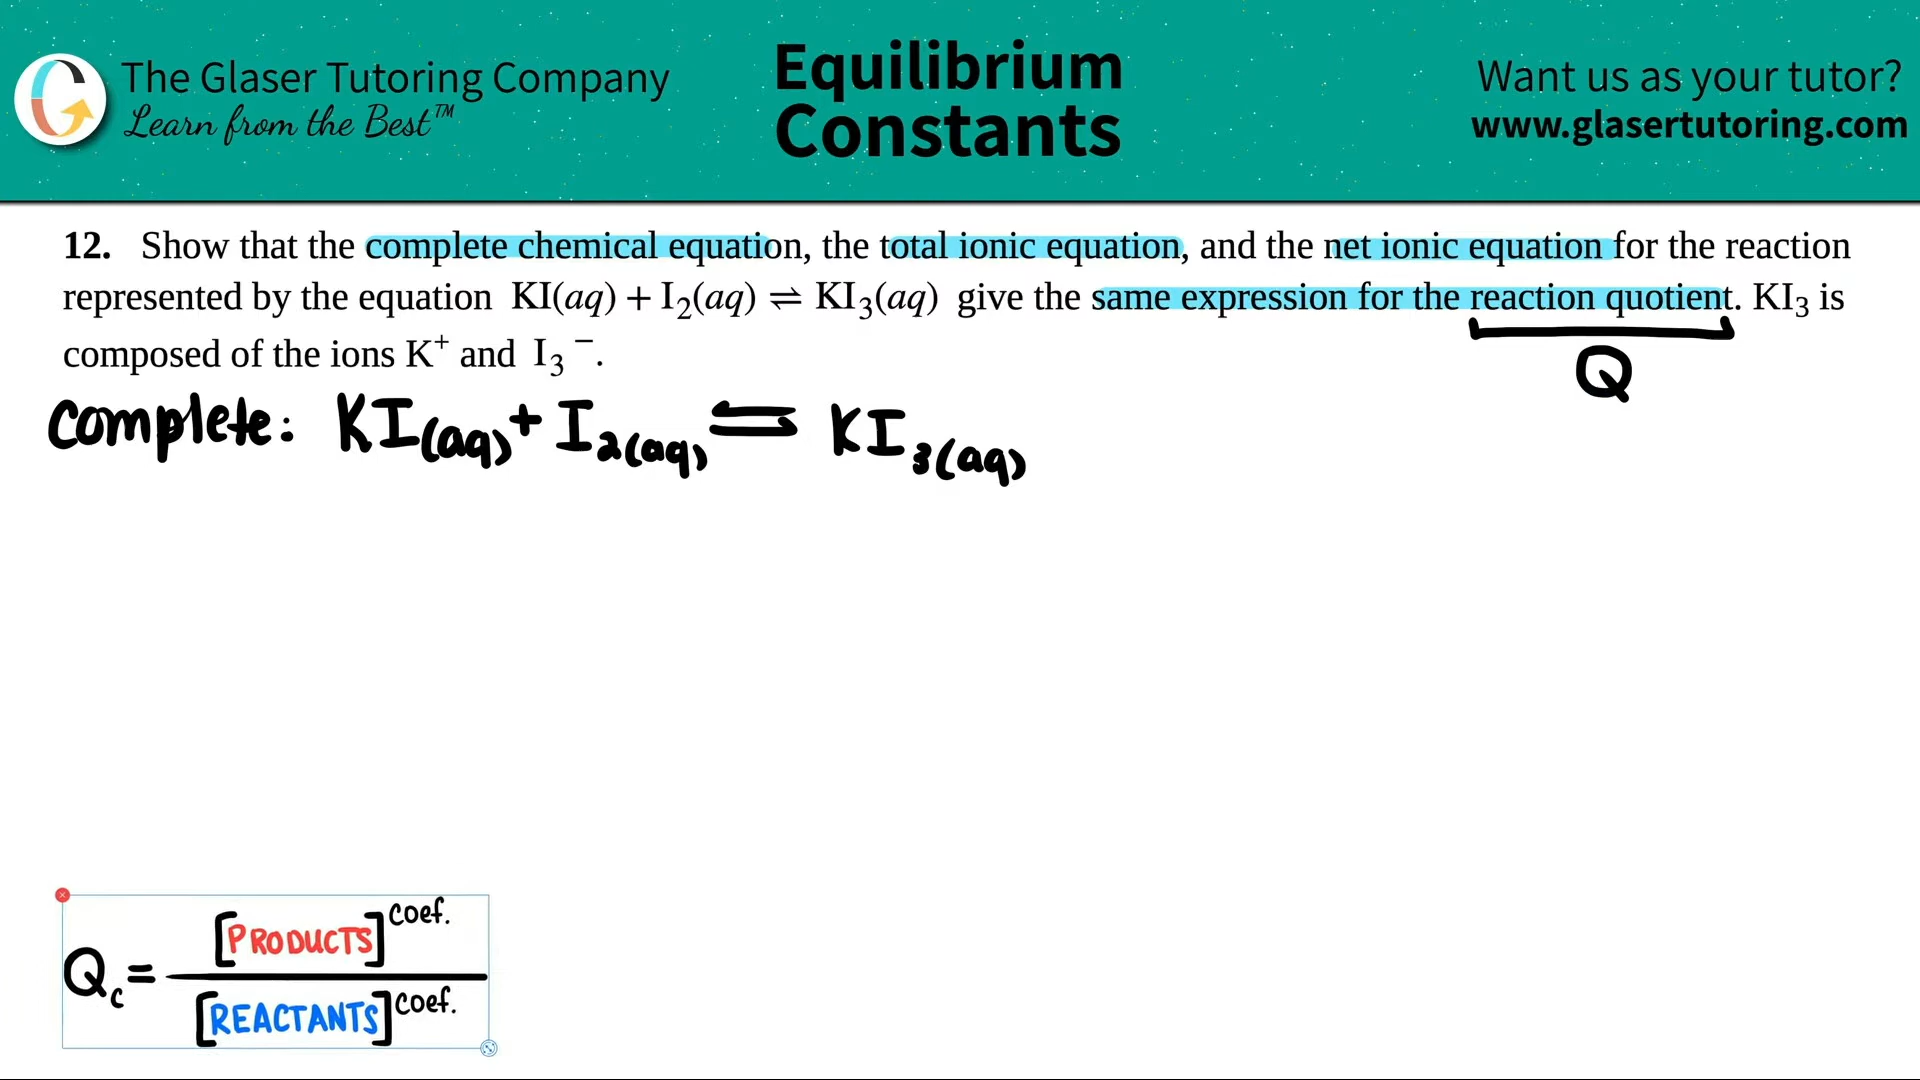 The Glaser Tutoring Company
Learn from the Best™
Equilibrium
Constants
Want us as your tutor?
www.glasertutoring.com
12. Show that the complete chemical equation, the total ionic equation, and the net ionic equation for the reaction
represented by the equation KI(aq) + I₂(aq) ⇌ KI₃(aq) give the same expression for the reaction quotient. KI₃ is
composed of the ions K⁺ and I₃⁻.
Q
Complete: KI(aq) + I₂(aq) ⇌ KI₃(aq)
Qc = [PRODUCTS]^coef.
[REACTANTS]^coef.